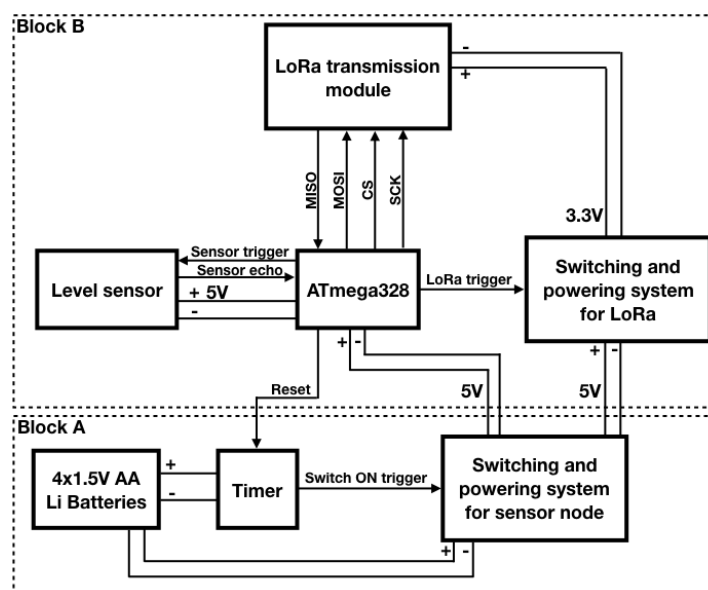 Block B
LoRa transmission
module
-
+
MISO
MOSI
CS
SCK
3.3V
Sensor trigger
Sensor echo
Level sensor
+ 5V
-
ATmega328
LoRa trigger
Switching and
powering system
for LoRa
+ -
+ -
5V
5V
Reset
Block A
4x1.5V AA
Li Batteries
+
-
Timer
Switch ON trigger
Switching and
powering system
for sensor node
+ -